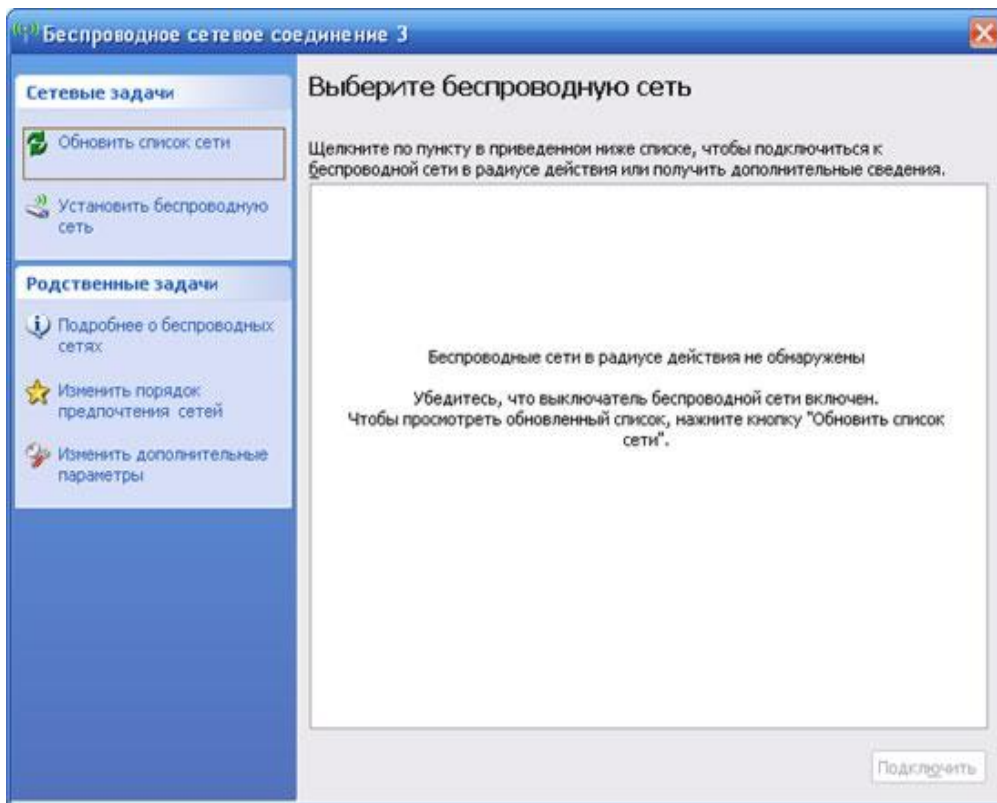 Беспроводное сетевое соединение 3
Сетевые задачи
Обновить список сети
Установить беспроводную
сеть
Родственные задачи
Подробнее о беспроводных
сетях
Изменить порядок
предпочтения сетей
Изменить дополнительные
параметры
Выберите беспроводную сеть
Щелкните по пункту в приведенном ниже списке, чтобы подключиться к
беспроводной сети в радиусе действия или получить дополнительные сведения.
Беспроводные сети в радиусе действия не обнаружены
Убедитесь, что выключатель беспроводной сети включен.
Чтобы просмотреть обновленный список, нажмите кнопку "Обновить список
сети".
Подключить